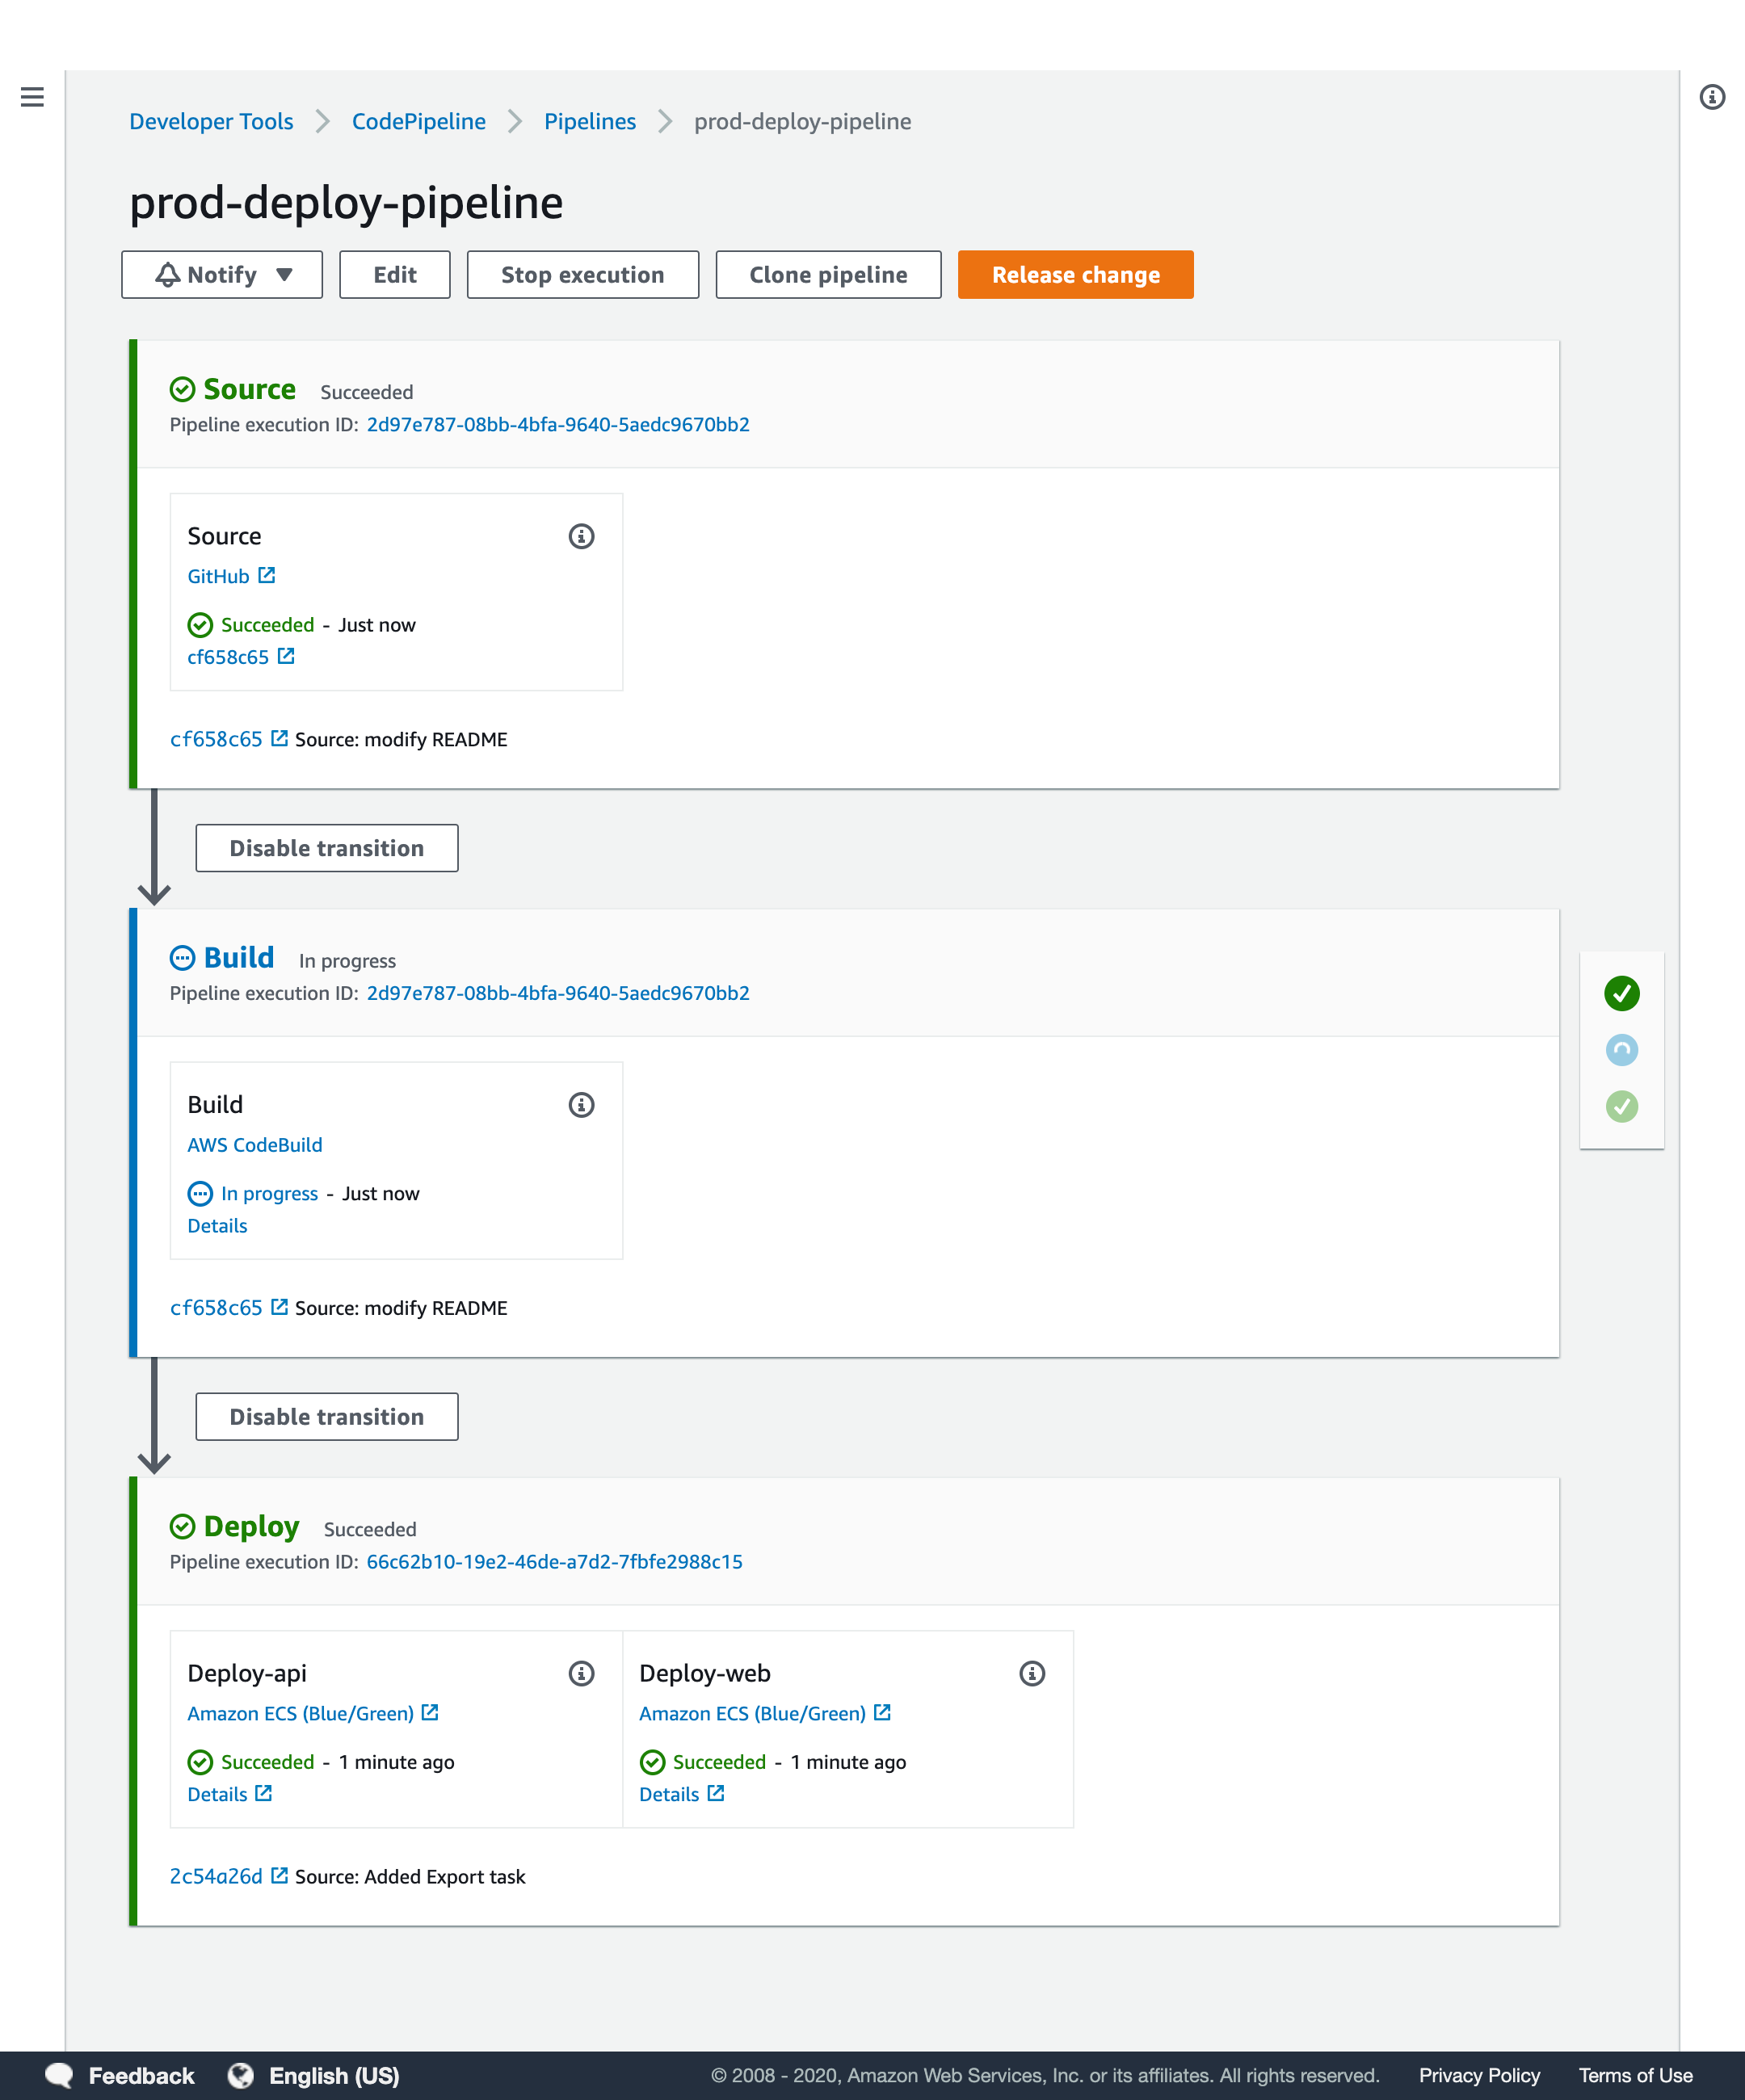 Developer Tools > CodePipeline > Pipelines > prod-deploy-pipeline
prod-deploy-pipeline
Notify Edit Stop execution Clone pipeline Release change
Source Succeeded
Pipeline execution ID: 2d97e787-08bb-4bfa-9640-5aedc9670bb2
Source
GitHub
Succeeded - Just now
cf658c65
cf658c65 Source: modify README
Disable transition
Build In progress
Pipeline execution ID: 2d97e787-08bb-4bfa-9640-5aedc9670bb2
Build
AWS CodeBuild
In progress - Just now
Details
cf658c65 Source: modify README
Disable transition
Deploy Succeeded
Pipeline execution ID: 66c62b10-19e2-46de-a7d2-7fbfe2988c15
Deploy-api
Amazon ECS (Blue/Green)
Succeeded - 1 minute ago
Details
Deploy-web
Amazon ECS (Blue/Green)
Succeeded - 1 minute ago
Details
2c54a26d Source: Added Export task
Feedback English (US) © 2008 - 2020, Amazon Web Services, Inc. or its affiliates. All rights reserved. Privacy Policy Terms of Use